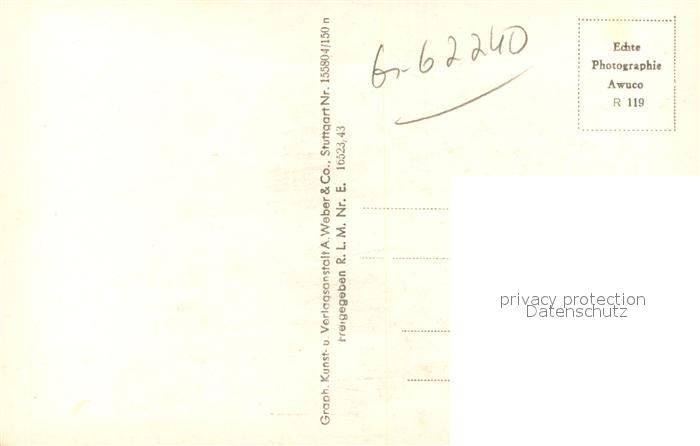 Graph. Kunst- u. Verlagsanstalt A. Weber & Co., Stuttgart Nr. 155804/150 n
Freigegeben R. L. M. Nr. E. 16523/43
62240
Echte
Photographie
Awuco
R 119
privacy protection
Datenschutz